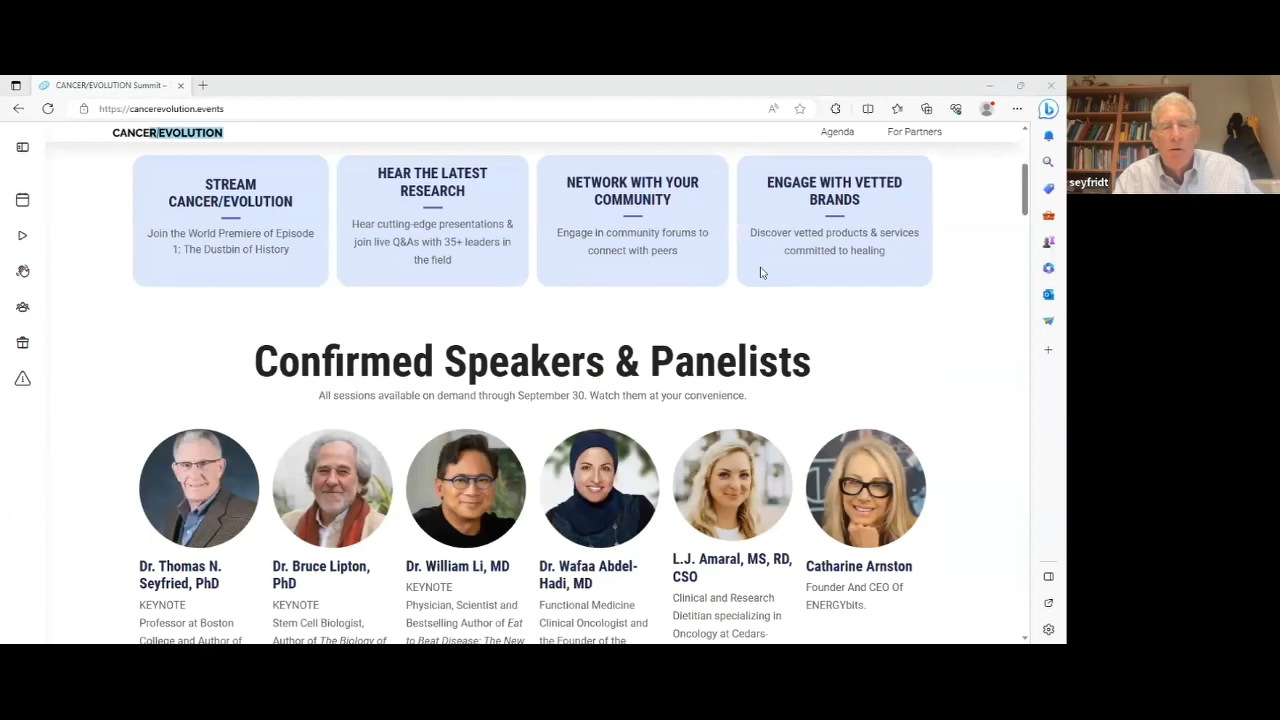 CANCER/EVOLUTION Summit –
https://cancerevolution.events
CANCER/EVOLUTION
Agenda
For Partners
seyfridt
STREAM
CANCER/EVOLUTION
Join the World Premiere of Episode
1: The Dustbin of History
HEAR THE LATEST
RESEARCH
Hear cutting-edge presentations &
join live Q&As with 35+ leaders in
the field
NETWORK WITH YOUR
COMMUNITY
Engage in community forums to
connect with peers
ENGAGE WITH VETTED
BRANDS
Discover vetted products & services
committed to healing
Confirmed Speakers & Panelists
All sessions available on demand through September 30. Watch them at your convenience.
Dr. Thomas N.
Seyfried, PhD
KEYNOTE
Professor at Boston
College and Author of
Dr. Bruce Lipton,
PhD
KEYNOTE
Stem Cell Biologist,
Author of The Biology of
Dr. William Li, MD
KEYNOTE
Physician, Scientist and
Bestselling Author of Eat
to Beat Disease: The New
Dr. Wafaa Abdel-
Hadi, MD
Functional Medicine
Clinical Oncologist and
the Founder of the
L.J. Amaral, MS, RD,
CSO
Clinical and Research
Dietitian specializing in
Oncology at Cedars-
Catharine Arnston
Founder And CEO Of
ENERGYbits.